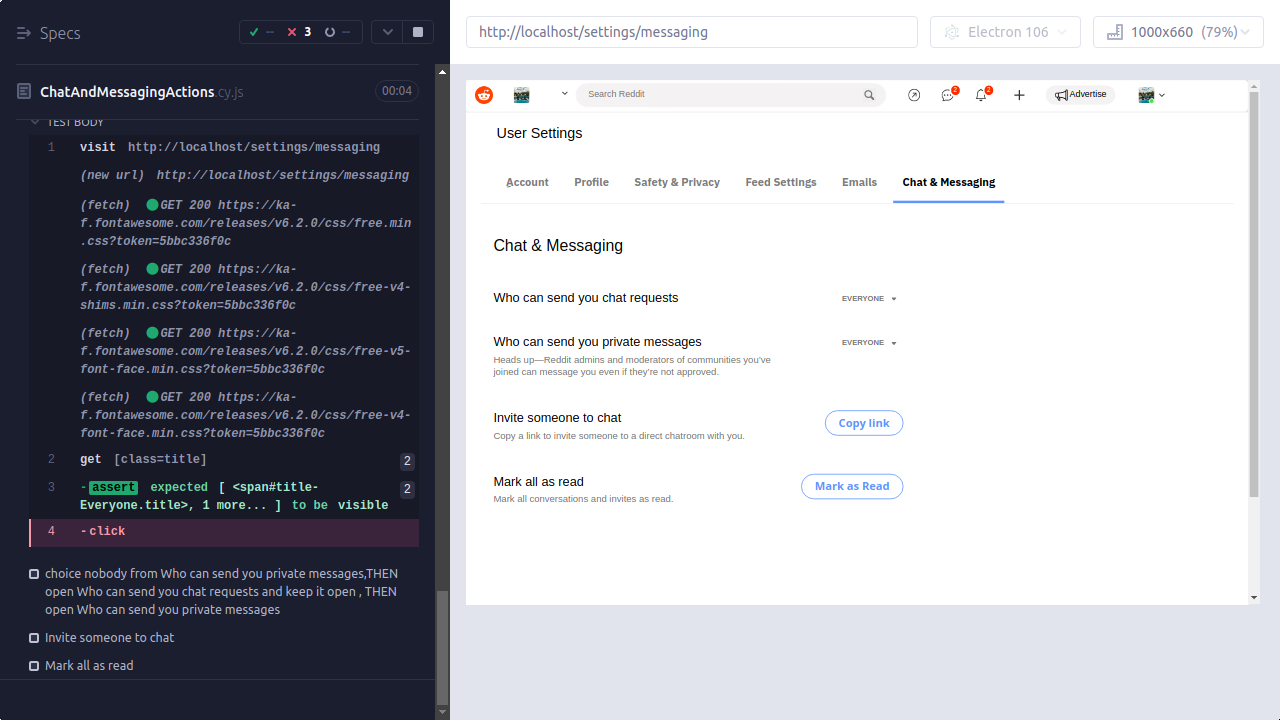 Specs
-- 3 --
http://localhost/settings/messaging
Electron 106
1000x660 (79%)
ChatAndMessagingActions.cy.js
00:04
TEST BODY
1 visit http://localhost/settings/messaging
(new url) http://localhost/settings/messaging
(fetch) GET 200 https://ka-
f.fontawesome.com/releases/v6.2.0/css/free.min
.css?token=5bbc336f0c
(fetch) GET 200 https://ka-
f.fontawesome.com/releases/v6.2.0/css/free-v4-
shims.min.css?token=5bbc336f0c
(fetch) GET 200 https://ka-
f.fontawesome.com/releases/v6.2.0/css/free-v5-
font-face.min.css?token=5bbc336f0c
(fetch) GET 200 https://ka-
f.fontawesome.com/releases/v6.2.0/css/free-v4-
font-face.min.css?token=5bbc336f0c
2 get [class=title] 2
3 -assert expected [ <span#title- 2
Everyone.title>, 1 more... ] to be visible
4 -click
choice nobody from Who can send you private messages,THEN
open Who can send you chat requests and keep it open , THEN
open Who can send you private messages
Invite someone to chat
Mark all as read
Search Reddit
2
2
Advertise
User Settings
Account Profile Safety & Privacy Feed Settings Emails Chat & Messaging
Chat & Messaging
Who can send you chat requests
EVERYONE
Who can send you private messages
EVERYONE
Heads up—Reddit admins and moderators of communities you've
joined can message you even if they're not approved.
Invite someone to chat
Copy a link to invite someone to a direct chatroom with you.
Copy link
Mark all as read
Mark all conversations and invites as read.
Mark as Read